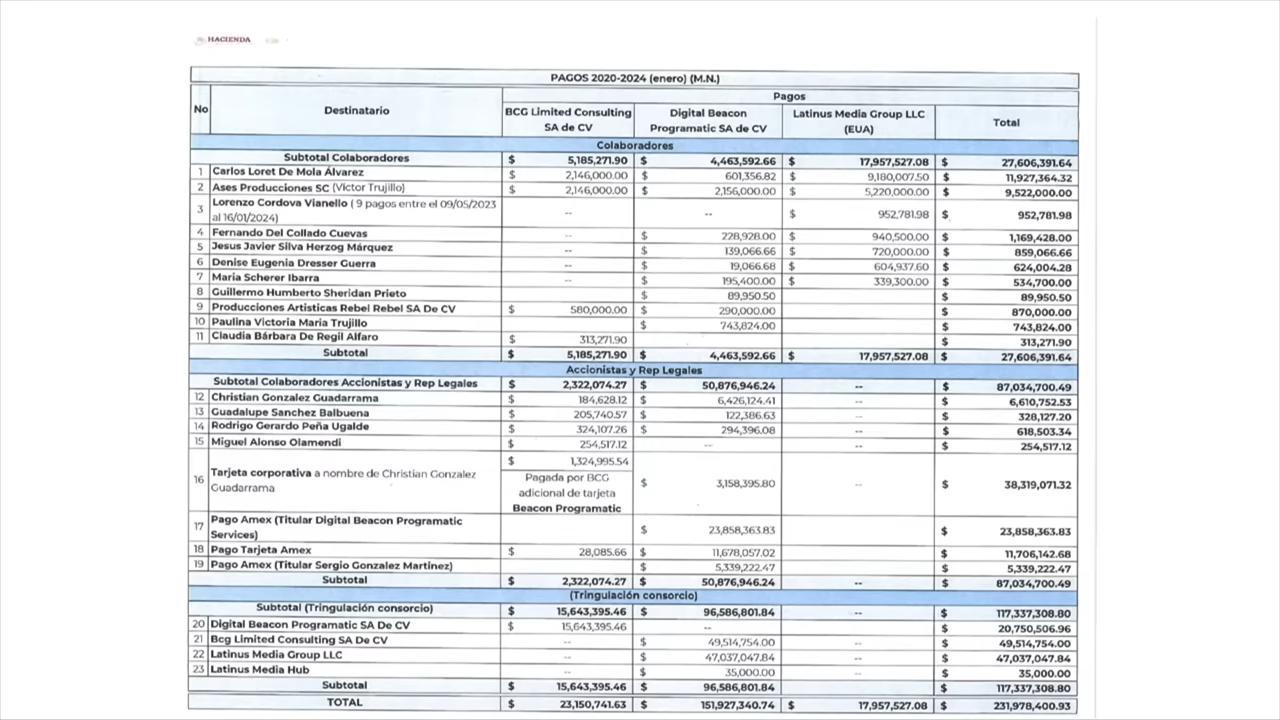 HACIENDA
PAGOS 2020-2024 (enero) (M.N.)
No Destinatario Pagos
BCG Limited Consulting SA de CV Digital Beacon Programatic SA de CV Latinus Media Group LLC (EUA) Total
Colaboradores
Subtotal Colaboradores $ 5,185,271.90 $ 4,463,592.66 $ 17,957,527.08 $ 27,606,391.64
1 Carlos Loret De Mola Álvarez $ 2,146,000.00 $ 601,356.82 $ 9,180,007.50 $ 11,927,364.32
2 Ases Producciones SC (Victor Trujillo) $ 2,146,000.00 $ 2,156,000.00 $ 5,220,000.00 $ 9,522,000.00
3 Lorenzo Cordova Vianello ( 9 pagos entre el 09/05/2023
al 16/01/2024) -- -- $ 952,781.98 $ 952,781.98
4 Fernando Del Collado Cuevas -- $ 228,928.00 $ 940,500.00 $ 1,169,428.00
5 Jesus Javier Silva Herzog Márquez -- $ 139,066.66 $ 720,000.00 $ 859,066.66
6 Denise Eugenia Dresser Guerra -- $ 19,066.68 $ 604,937.60 $ 624,004.28
7 Maria Scherer Ibarra -- $ 195,400.00 $ 339,300.00 $ 534,700.00
8 Guillermo Humberto Sheridan Prieto $ 89,950.50 $ 89,950.50
9 Producciones Artisticas Rebel Rebel SA De CV $ 580,000.00 $ 290,000.00 $ 870,000.00
10 Paulina Victoria Maria Trujillo $ 743,824.00 $ 743,824.00
11 Claudia Bárbara De Regil Alfaro $ 313,271.90 $ 313,271.90
Subtotal $ 5,185,271.90 $ 4,463,592.66 $ 17,957,527.08 $ 27,606,391.64
Accionistas y Rep Legales
Subtotal Colaboradores Accionistas y Rep Legales $ 2,322,074.27 $ 50,876,946.24 -- $ 87,034,700.49
12 Christian Gonzalez Guadarrama $ 184,628.12 $ 6,426,124.41 $ 6,610,752.53
13 Guadalupe Sanchez Balbuena $ 205,740.57 $ 122,386.63 -- $ 328,127.20
14 Rodrigo Gerardo Peña Ugalde $ 324,107.26 $ 294,396.08 -- $ 618,503.34
15 Miguel Alonso Olamendi $ 254,517.12 -- -- $ 254,517.12
16 Tarjeta corporativa a nombre de Christian Gonzalez
Guadarrama $ 1,324,995.54
Pagada por BCG
adicional de tarjeta
Beacon Programatic $ 3,158,395.80 -- $ 38,319,071.32
17 Pago Amex (Titular Digital Beacon Programatic
Services) $ 23,858,363.83 $ 23,858,363.83
18 Pago Tarjeta Amex $ 28,085.66 $ 11,678,057.02 $ 11,706,142.68
19 Pago Amex (Titular Sergio Gonzalez Martinez) $ 5,339,222.47 $ 5,339,222.47
Subtotal $ 2,322,074.27 $ 50,876,946.24 -- $ 87,034,700.49
(Tringulación consorcio)
Subtotal (Tringulación consorcio) $ 15,643,395.46 $ 96,586,801.84 -- $ 117,337,308.80
20 Digital Beacon Programatic SA De CV $ 15,643,395.46 -- $ 20,750,506.96
21 Bcg Limited Consulting SA De CV -- $ 49,514,754.00 -- $ 49,514,754.00
22 Latinus Media Group LLC -- $ 47,037,047.84 -- $ 47,037,047.84
23 Latinus Media Hub -- $ 35,000.00 -- $ 35,000.00
Subtotal $ 15,643,395.46 $ 96,586,801.84 -- $ 117,337,308.80
TOTAL $ 23,150,741.63 $ 151,927,340.74 $ 17,957,527.08 $ 231,978,400.93